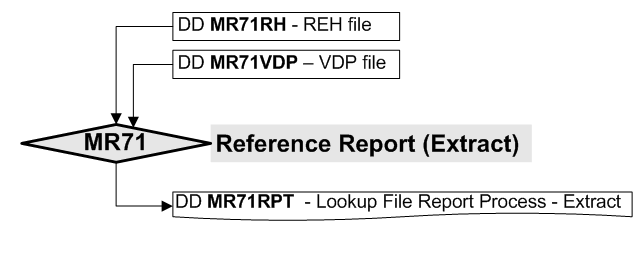 DD MR71RH - REH file
DD MR71VDP – VDP file
MR71
Reference Report (Extract)
DD MR71RPT - Lookup File Report Process - Extract